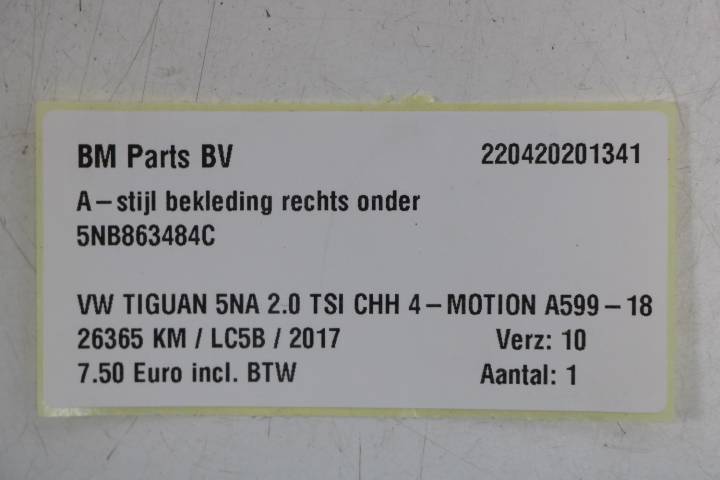 BM Parts BV 220420201341
A-stijl bekleding rechts onder
5NB863484C
VW TIGUAN 5NA 2.0 TSI CHH 4-MOTION A599-18
26365 KM / LC5B / 2017 Verz: 10
7.50 Euro incl. BTW Aantal: 1